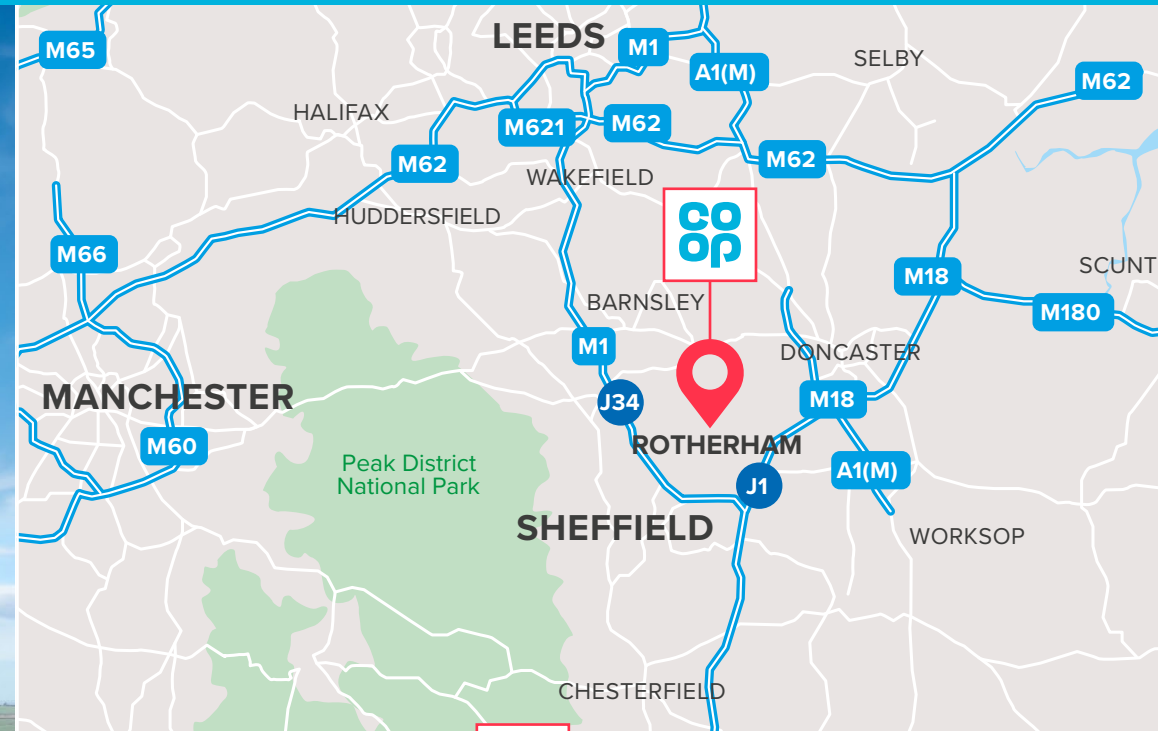 LEEDS
M1
M65
A1(M)
SELBY
M62
HALIFAX
M621
M62
M62
M62
WAKEFIELD
HUDDERSFIELD
co
op
M66
M18
SCUNT
BARNSLEY
M180
M1
DONCASTER
MANCHESTER
J34
M18
M60
ROTHERHAM
Peak District
National Park
A1(M)
J1
SHEFFIELD
WORKSOP
CHESTERFIELD